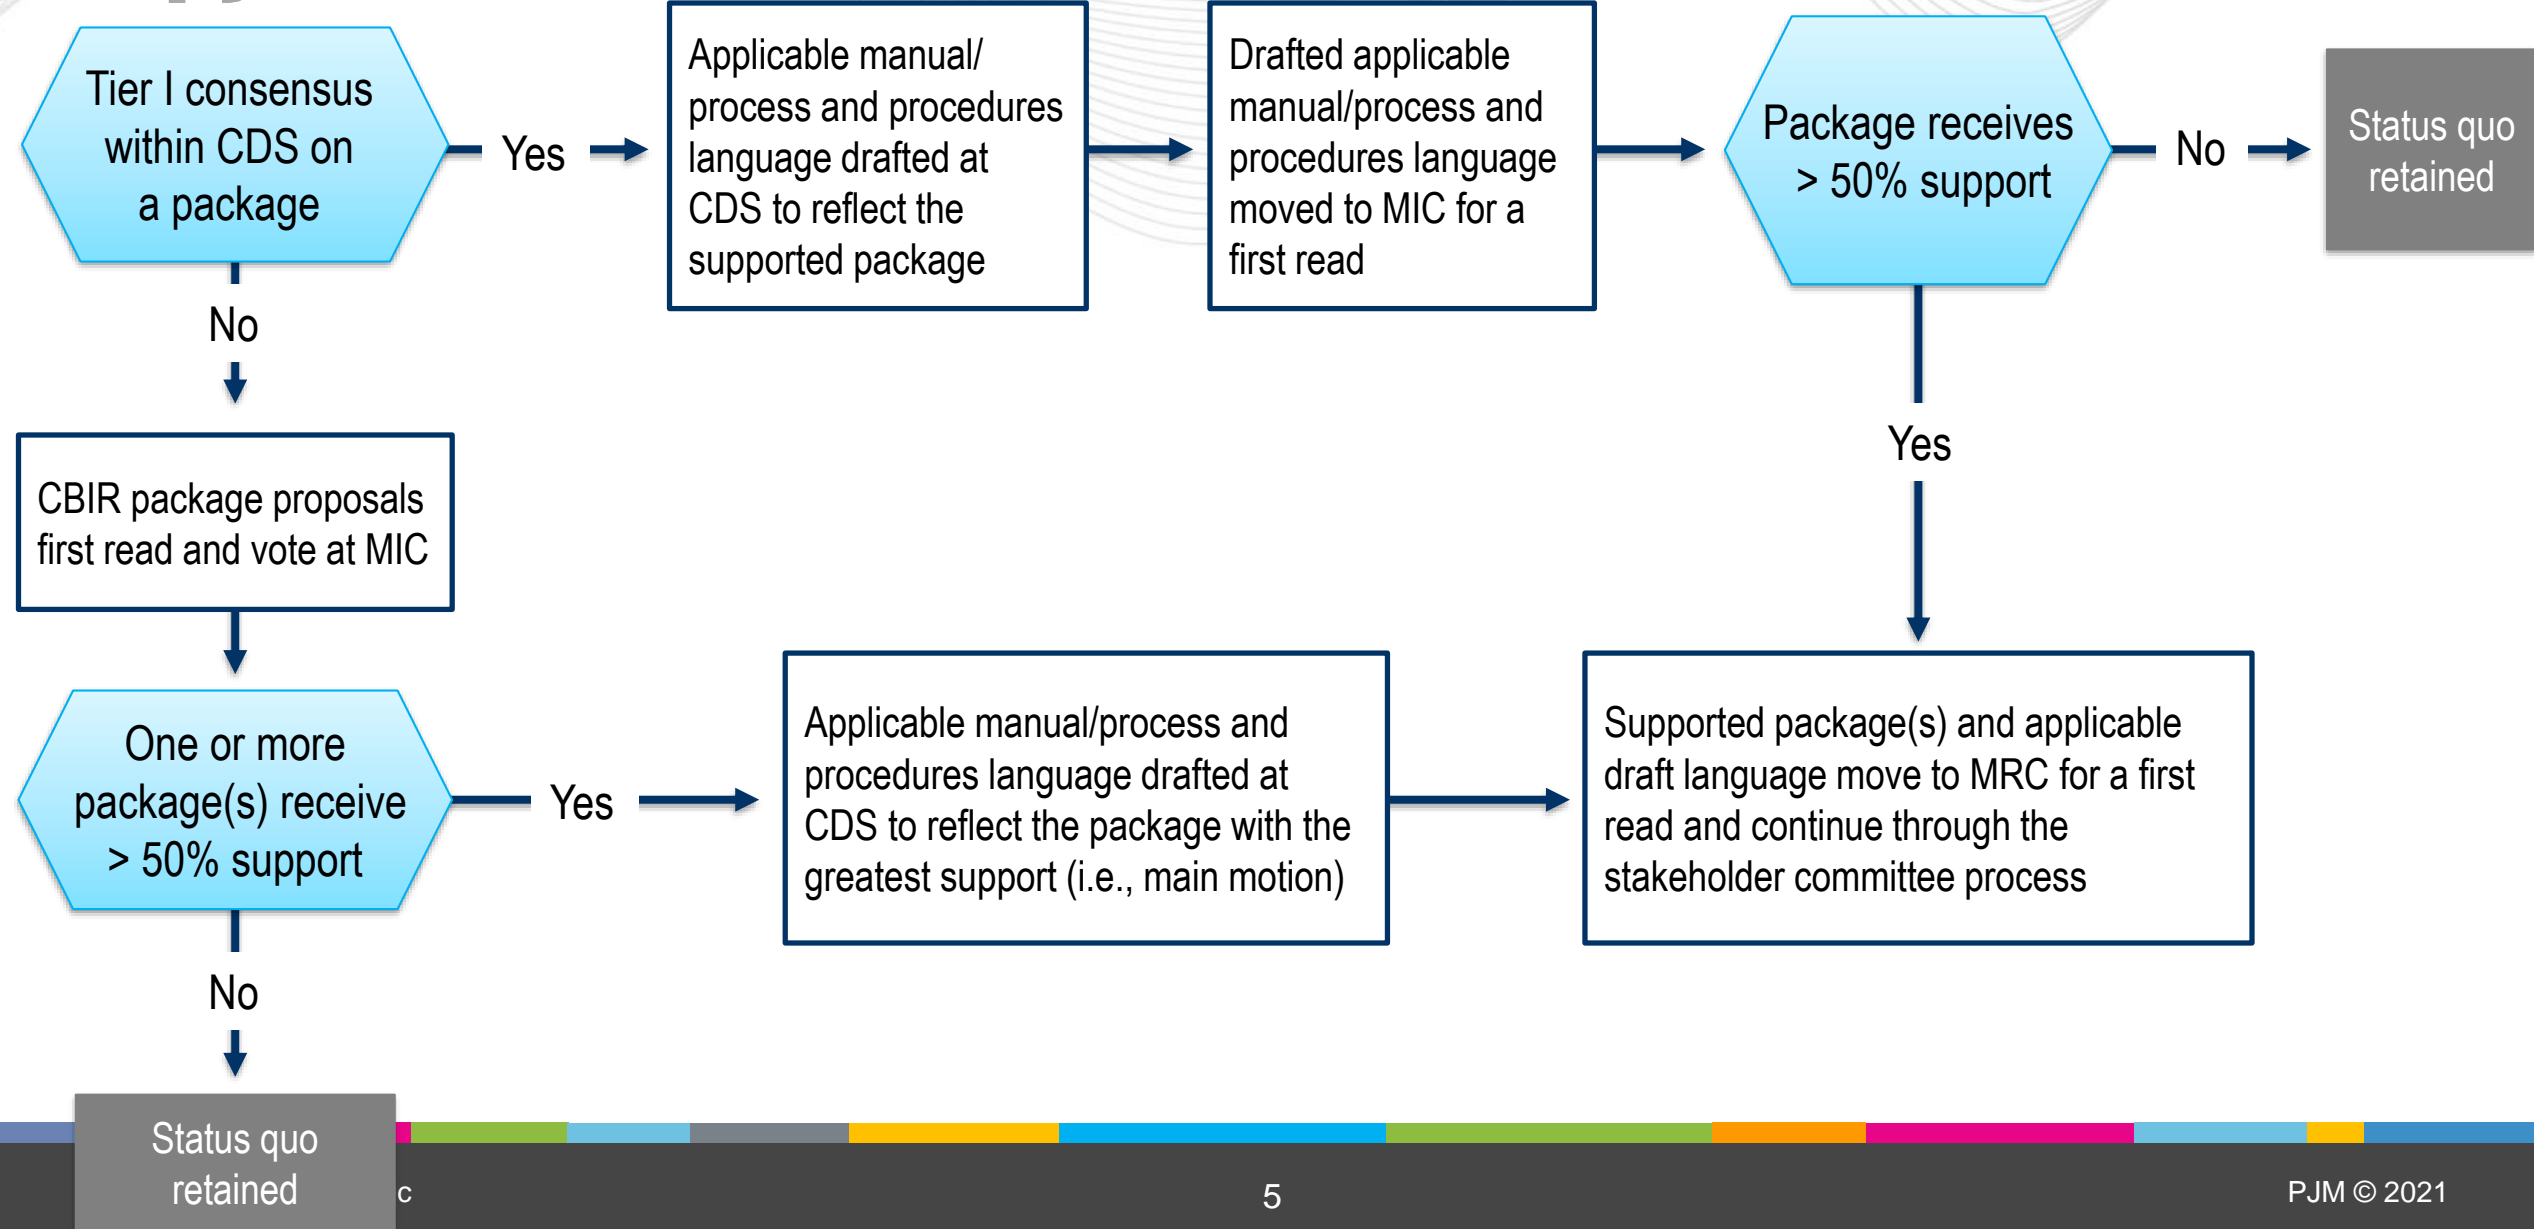 Tier I consensus
within CDS on
a package
Yes
Applicable manual/
process and procedures
language drafted at
CDS to reflect the
supported package
Drafted applicable
manual/process and
procedures language
moved to MIC for a
first read
Package receives
> 50% support
No
Status quo
retained
No
Yes
CBIR package proposals
first read and vote at MIC
One or more
package(s) receive
> 50% support
Yes
Applicable manual/process and
procedures language drafted at
CDS to reflect the package with the
greatest support (i.e., main motion)
Supported package(s) and applicable
draft language move to MRC for a first
read and continue through the
stakeholder committee process
No
Status quo
retained
c
5
PJM © 2021